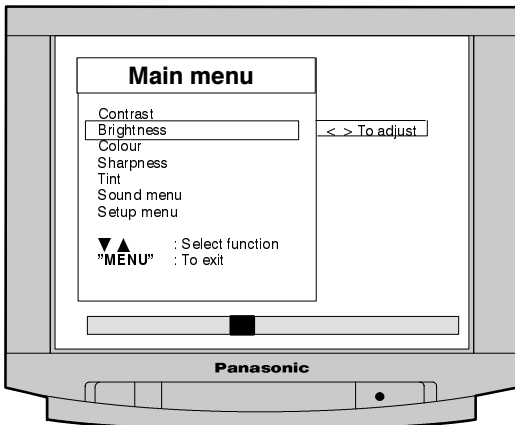 Main menu
Contrast
Brightness
< > To adjust
Colour
Sharpness
Tint
Sound menu
Setup menu
▼ ▲ : Select function
"MENU" : To exit
Panasonic